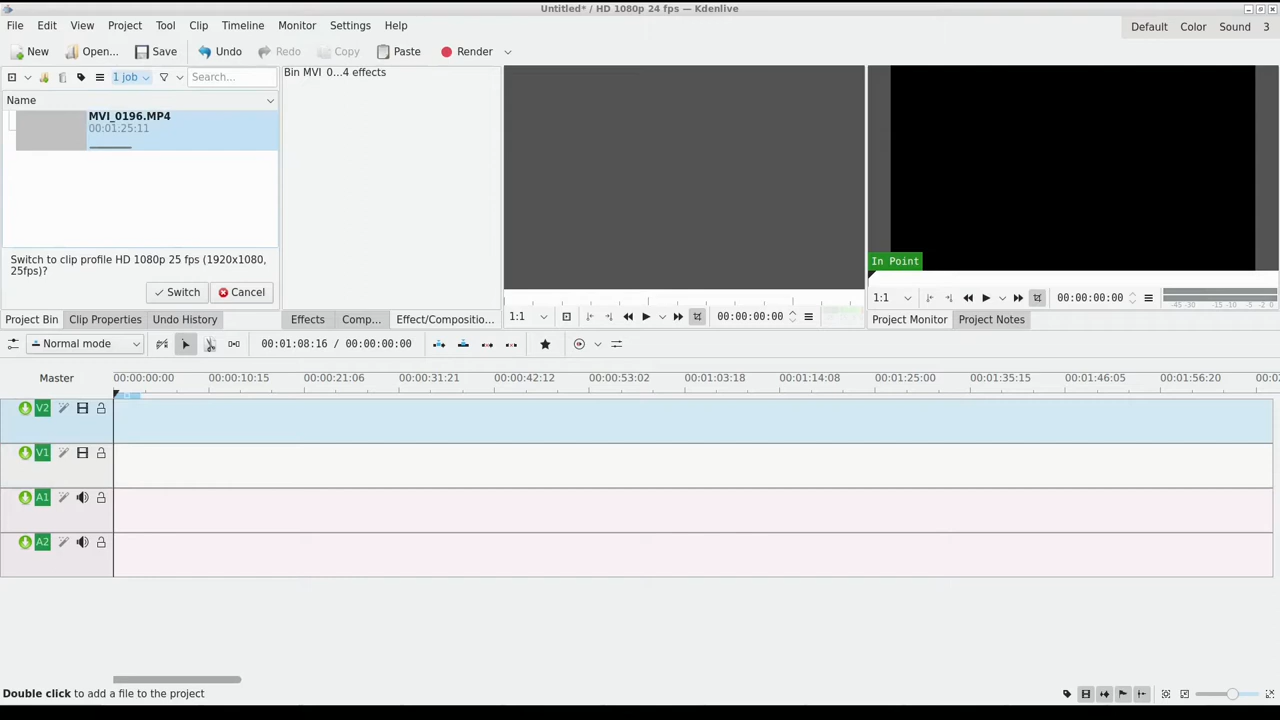 Untitled* / HD 1080p 24 fps — Kdenlive
File Edit View Project Tool Clip Timeline Monitor Settings Help
Default Color Sound 3
New Open... Save Undo Redo Copy Paste Render
1 job Search...
Name
MVI_0196.MP4
00:01:25:11
Bin MVI 0...4 effects
Switch to clip profile HD 1080p 25 fps (1920x1080,
25fps)?
Switch Cancel
In Point
1:1 00:00:00:00
-45 -30 -15 -10 -5 -2 0
1:1 00:00:00:00
Project Bin Clip Properties Undo History
Effects Comp... Effect/Compositio...
Project Monitor Project Notes
Normal mode 00:01:08:16 / 00:00:00:00
Master 00:00:00:00 00:00:10:15 00:00:21:06 00:00:31:21 00:00:42:12 00:00:53:02 00:01:03:18 00:01:14:08 00:01:25:00 00:01:35:15 00:01:46:05 00:01:56:20
V2
V1
A1
A2
Double click to add a file to the project